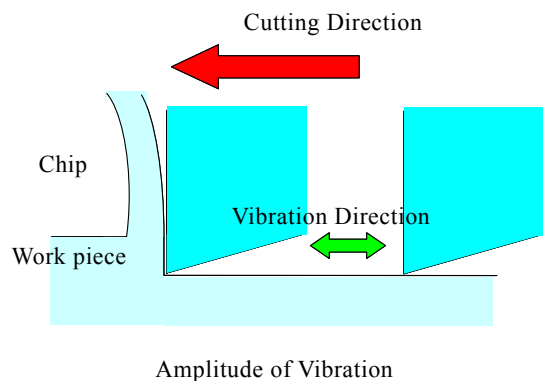 Cutting Direction
Chip
Vibration Direction
Work piece
Amplitude of Vibration